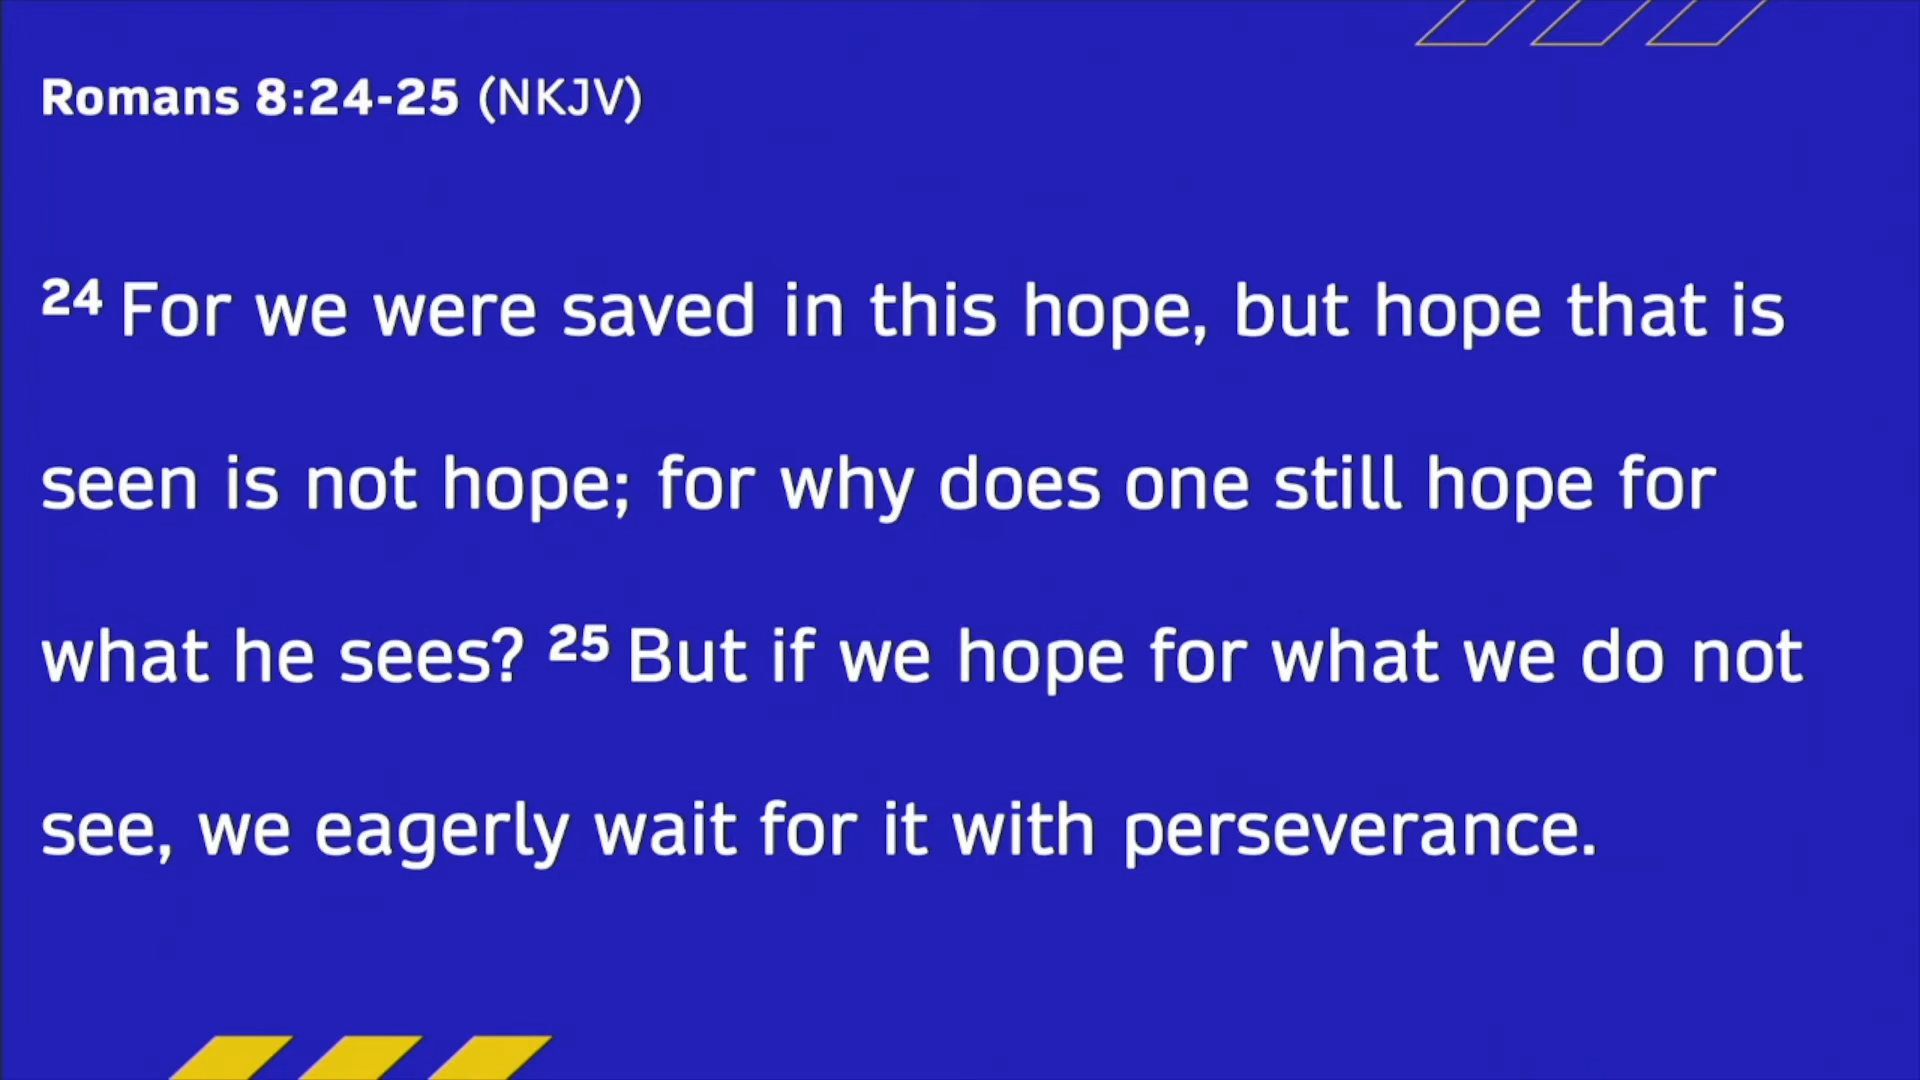 Romans 8:24-25 (NKJV)
24 For we were saved in this hope, but hope that is
seen is not hope; for why does one still hope for
what he sees? 25 But if we hope for what we do not
see, we eagerly wait for it with perseverance.